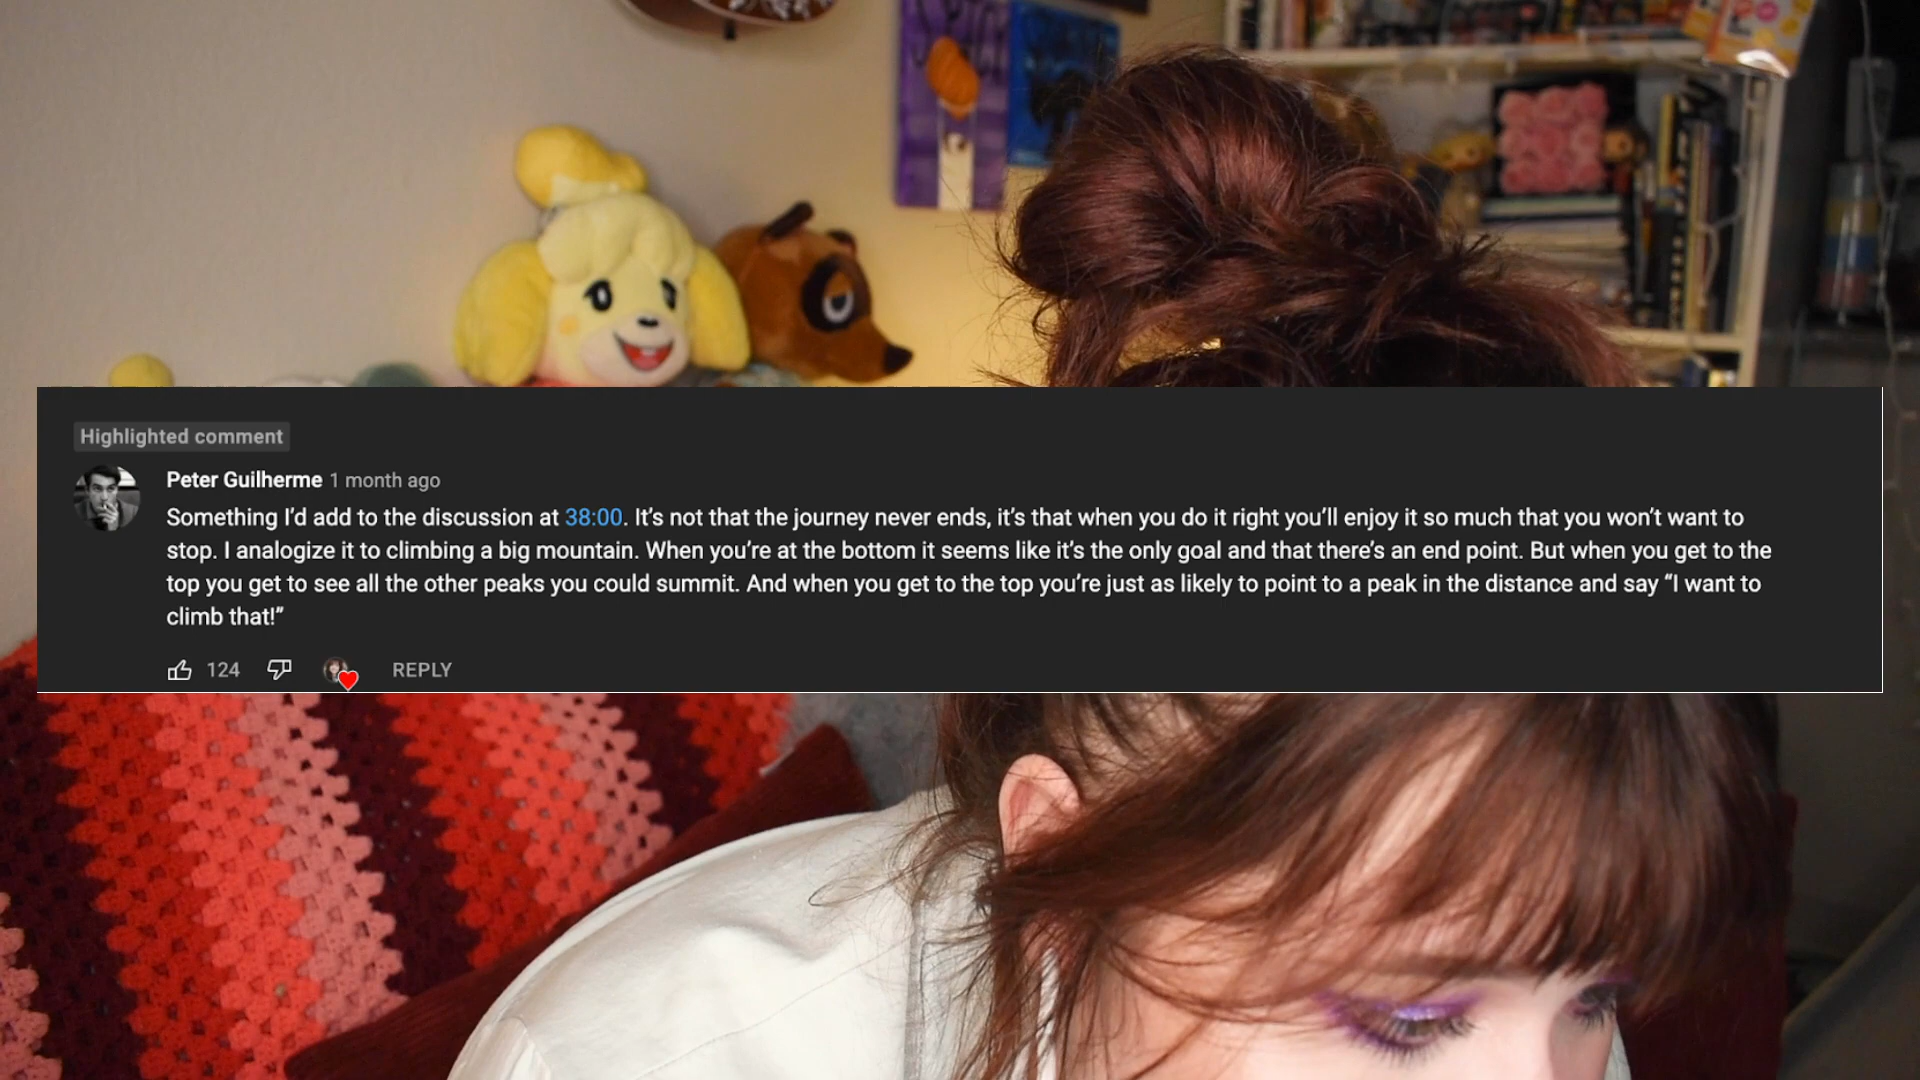 Highlighted comment
Peter Guilherme 1 month ago
Something I’d add to the discussion at 38:00. It’s not that the journey never ends, it’s that when you do it right you’ll enjoy it so much that you won’t want to
stop. I analogize it to climbing a big mountain. When you’re at the bottom it seems like it’s the only goal and that there’s an end point. But when you get to the
top you get to see all the other peaks you could summit. And when you get to the top you’re just as likely to point to a peak in the distance and say “I want to
climb that!”
124 REPLY